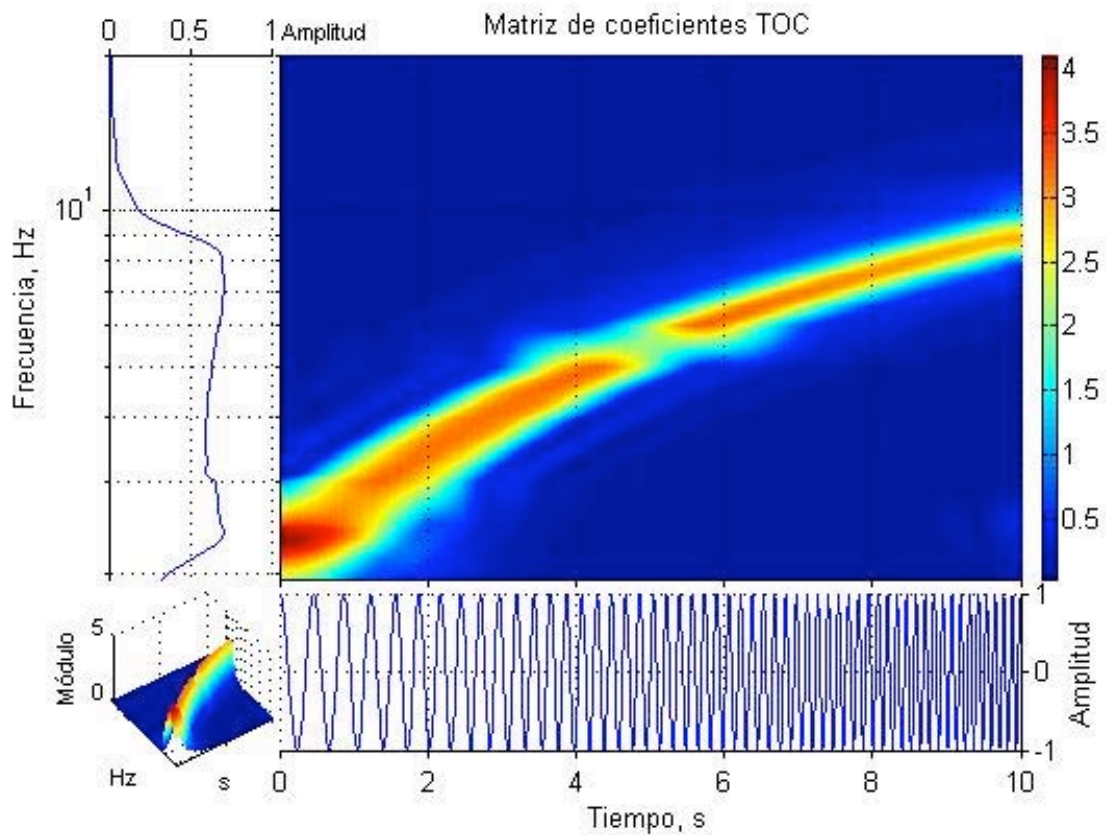 0 0.5 1 Amplitud
Matriz de coeficientes TOC
Frecuencia, Hz
10¹
4
3.5
3
2.5
2
1.5
1
0.5
Módulo
5
0
Hz
s
1
0
-1
Amplitud
0 2 4 6 8 10
Tiempo, s